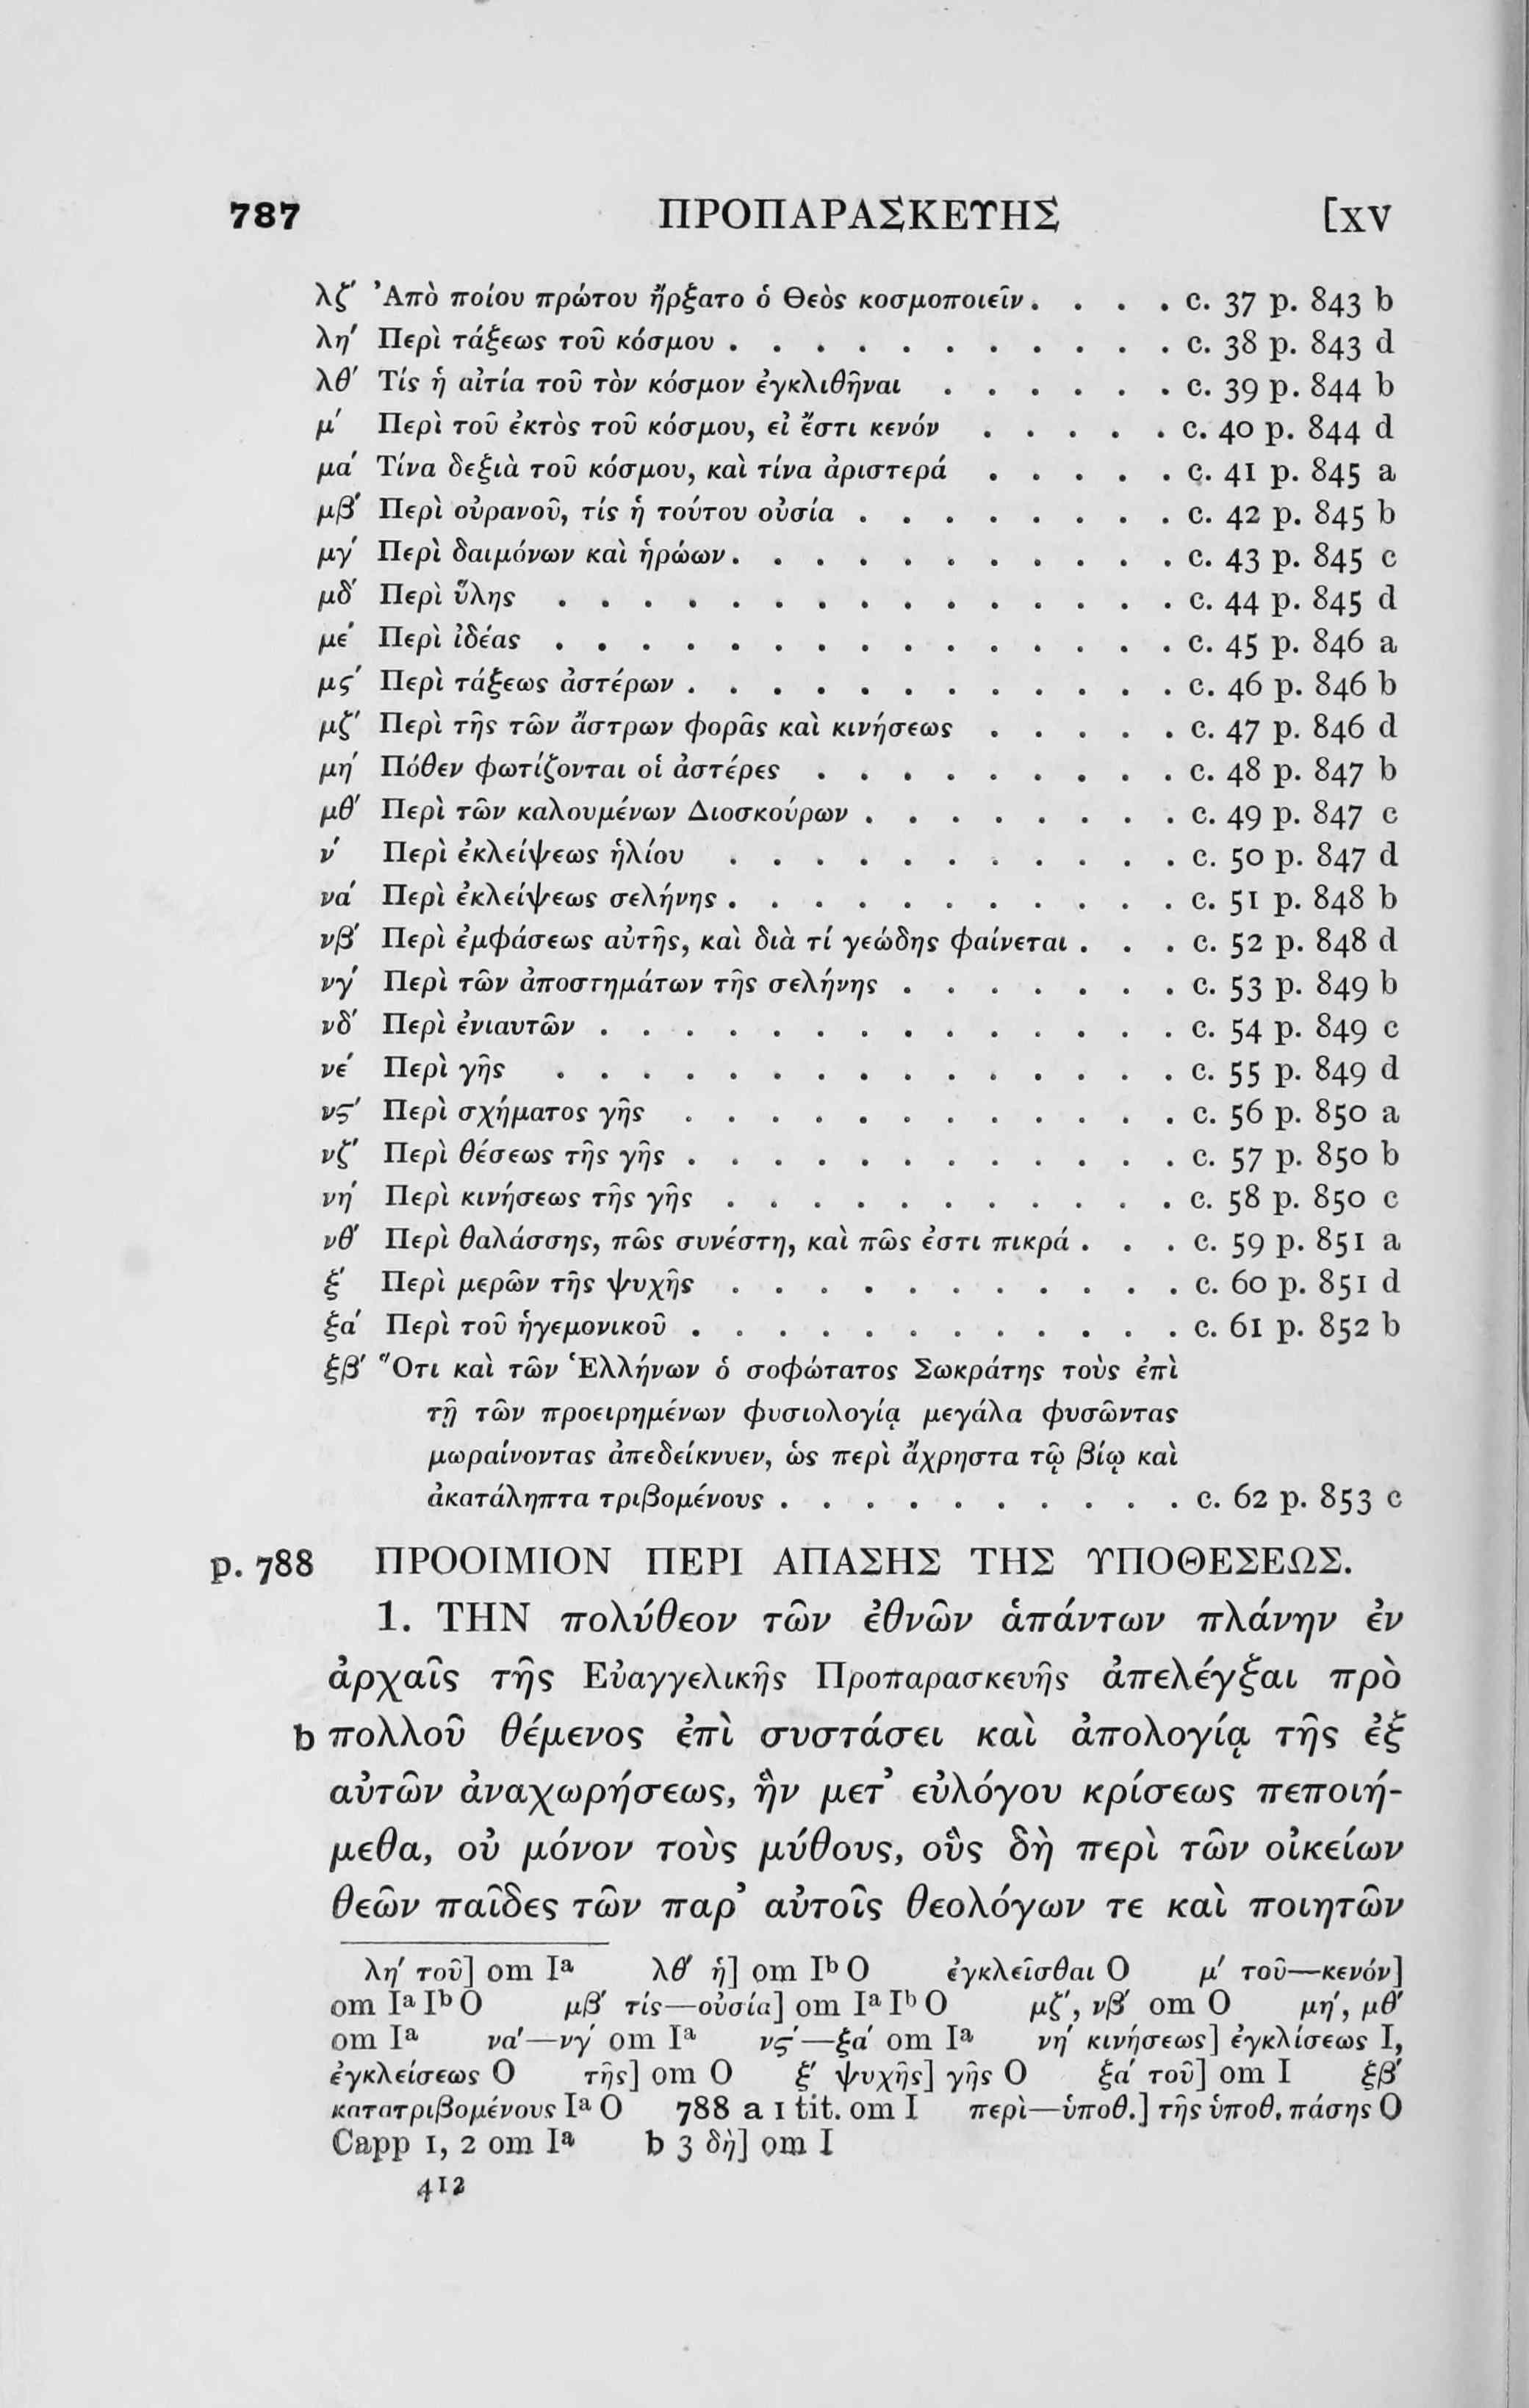 787 ΠΡΟΠΑΡΑΣΚΕΥΗΣ [XV
λζ′ Ἀπὸ ποίου πρώτου ἤρξατο ὁ Θεὸς κοσμοποιεῖν . . . . c. 37 p. 843 b
λη′ Περὶ τάξεως τοῦ κόσμου . . . . . . . . . . . c. 38 p. 843 d
λθ′ Τίς ἡ αἰτία τοῦ τὸν κόσμον ἐγκλιθῆναι . . . . . . c. 39 p. 844 b
μ′ Περὶ τοῦ ἐκτὸς τοῦ κόσμου, εἰ ἔστι κενόν . . . . . c. 40 p. 844 d
μα′ Τίνα δεξιὰ τοῦ κόσμου, καὶ τίνα ἀριστερά . . . . . c. 41 p. 845 a
μβ′ Περὶ οὐρανοῦ, τίς ἡ τούτου οὐσία . . . . . . . . c. 42 p. 845 b
μγ′ Περὶ δαιμόνων καὶ ἡρώων . . . . . . . . . . . c. 43 p. 845 c
μδ′ Περὶ ὕλης . . . . . . . . . . . . . . . c. 44 p. 845 d
με′ Περὶ ἰδέας . . . . . . . . . . . . . . . c. 45 p. 846 a
μϛ′ Περὶ τάξεως ἀστέρων . . . . . . . . . . . . c. 46 p. 846 b
μζ′ Περὶ τῆς τῶν ἄστρων φορᾶς καὶ κινήσεως . . . . . c. 47 p. 846 d
μη′ Πόθεν φωτίζονται οἱ ἀστέρες . . . . . . . . . c. 48 p. 847 b
μθ′ Περὶ τῶν καλουμένων Διοσκούρων . . . . . . . . c. 49 p. 847 c
ν′ Περὶ ἐκλείψεως ἡλίου . . . . . . . . . . . c. 50 p. 847 d
να′ Περὶ ἐκλείψεως σελήνης . . . . . . . . . . . c. 51 p. 848 b
νβ′ Περὶ ἐμφάσεως αὐτῆς, καὶ διὰ τί γεώδης φαίνεται . . . c. 52 p. 848 d
νγ′ Περὶ τῶν ἀποστημάτων τῆς σελήνης . . . . . . . c. 53 p. 849 b
νδ′ Περὶ ἐνιαυτῶν . . . . . . . . . . . . . . c. 54 p. 849 c
νε′ Περὶ γῆς . . . . . . . . . . . . . . . c. 55 p. 849 d
νϛ′ Περὶ σχήματος γῆς . . . . . . . . . . . . c. 56 p. 850 a
νζ′ Περὶ θέσεως τῆς γῆς . . . . . . . . . . . . c. 57 p. 850 b
νη′ Περὶ κινήσεως τῆς γῆς . . . . . . . . . . . c. 58 p. 850 c
νθ′ Περὶ θαλάσσης, πῶς συνέστη, καὶ πῶς ἐστι πικρά . . . c. 59 p. 851 a
ξ′ Περὶ μερῶν τῆς ψυχῆς . . . . . . . . . . . c. 60 p. 851 d
ξα′ Περὶ τοῦ ἡγεμονικοῦ . . . . . . . . . . . . c. 61 p. 852 b
ξβ′ Ὅτι καὶ τῶν Ἑλλήνων ὁ σοφώτατος Σωκράτης τοὺς ἐπὶ
τῇ τῶν προειρημένων φυσιολογίᾳ μεγάλα φυσῶντας
μωραίνοντας ἀπεδείκνυεν, ὡς περὶ ἄχρηστα τῷ βίῳ καὶ
ἀκατάληπτα τριβομένους . . . . . . . . . . c. 62 p. 853 c
p. 788 ΠΡΟΟΙΜΙΟΝ ΠΕΡΙ ΑΠΑΣΗΣ ΤΗΣ ΥΠΟΘΕΣΕΩΣ.
1. ΤΗΝ πολύθεον τῶν ἐθνῶν ἁπάντων πλάνην ἐν
ἀρχαῖς τῆς Εὐαγγελικῆς Προπαρασκευῆς ἀπελέγξαι πρὸ
b πολλοῦ θέμενος ἐπὶ συστάσει καὶ ἀπολογίᾳ τῆς ἐξ
αὐτῶν ἀναχωρήσεως, ἣν μετ’ εὐλόγου κρίσεως πεποιή-
μεθα, οὐ μόνον τοὺς μύθους, οὓς δὴ περὶ τῶν οἰκείων
θεῶν παῖδες τῶν παρ’ αὐτοῖς θεολόγων τε καὶ ποιητῶν
λη′ τοῦ] om Iᵃ λθ′ ἡ] om Iᵇ O ἐγκλεῖσθαι O μ′ τοῦ—κενόν]
om Iᵃ Iᵇ O μβ′ τίς—οὐσία] om Iᵃ Iᵇ O μζ′, νβ′ om O μη′, μθ′
om Iᵃ να′—νγ′ om Iᵃ νϛ′—ξα′ om Iᵃ νη′ κινήσεως] ἐγκλίσεως I,
ἐγκλείσεως O τῆς] om O ξ′ ψυχῆς] γῆς O ξα′ τοῦ] om I ξβ′
κατατριβομένους Iᵃ O 788 a 1 tit. om I περὶ—ὑποθ.] τῆς ὑποθ. πάσης O
Capp 1, 2 om Iᵃ b 3 δὴ] om I
412